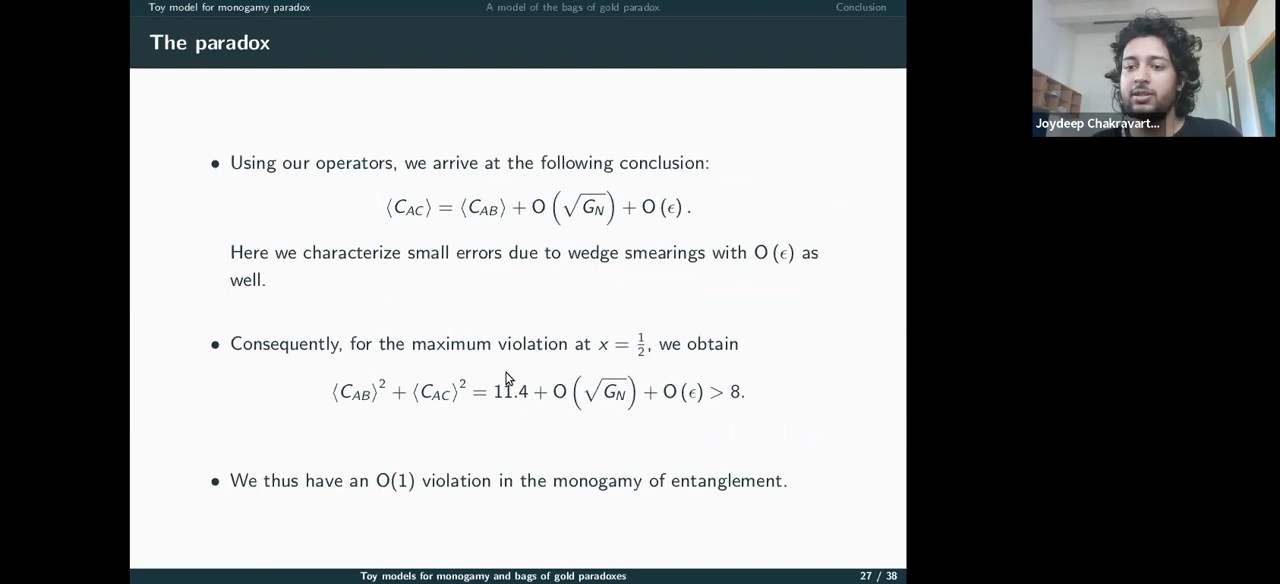 Toy model for monogamy paradox
A model of the bags of gold paradox
Conclusion
The paradox
• Using our operators, we arrive at the following conclusion:
⟨C_AC⟩ = ⟨C_AB⟩ + O(√G_N) + O(ϵ).
Here we characterize small errors due to wedge smearings with O(ϵ) as
well.
• Consequently, for the maximum violation at x = 1/2, we obtain
⟨C_AB⟩² + ⟨C_AC⟩² = 11.4 + O(√G_N) + O(ϵ) > 8.
• We thus have an O(1) violation in the monogamy of entanglement.
Toy models for monogamy and bags of gold paradoxes
27 / 38
Joydeep Chakravart...